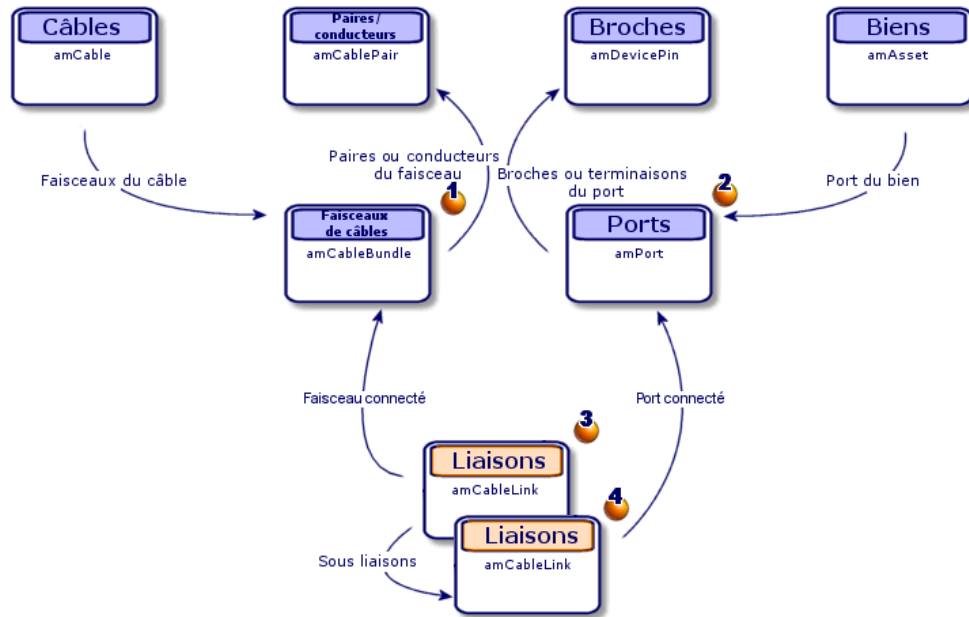 Câbles
amCable
Paires/
conducteurs
amCablePair
Broches
amDevicePin
Biens
amAsset
Faisceaux du câble
Paires ou conducteurs
du faisceau
Broches ou terminaisons
du port
Port du bien
1
2
Faisceaux
de câbles
amCableBundle
Ports
amPort
Faisceau connecté
Port connecté
3
Liaisons
amCableLink
4
Liaisons
amCableLink
Sous liaisons